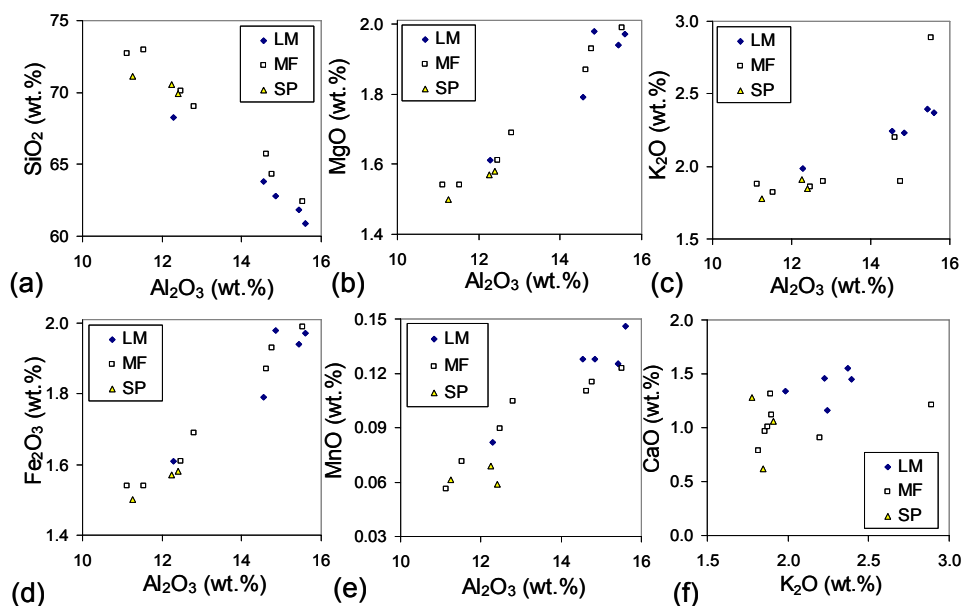 75
70
65
60
SiO₂ (wt.%)
LM
MF
SP
10 12 14 16
(a) Al₂O₃ (wt.%)
2.0
1.8
1.6
1.4
MgO (wt.%)
LM
MF
SP
10 12 14 16
(b) Al₂O₃ (wt.%)
3.0
2.5
2.0
1.5
K₂O (wt.%)
LM
MF
SP
10 12 14 16
(c) Al₂O₃ (wt.%)
2.0
1.8
1.6
1.4
Fe₂O₃ (wt.%)
LM
MF
SP
10 12 14 16
(d) Al₂O₃ (wt.%)
0.15
0.12
0.09
0.06
0.03
MnO (wt.%)
LM
MF
SP
10 12 14 16
(e) Al₂O₃ (wt.%)
2.0
1.5
1.0
0.5
0.0
CaO (wt.%)
LM
MF
SP
1.5 2.0 2.5 3.0
(f) K₂O (wt.%)